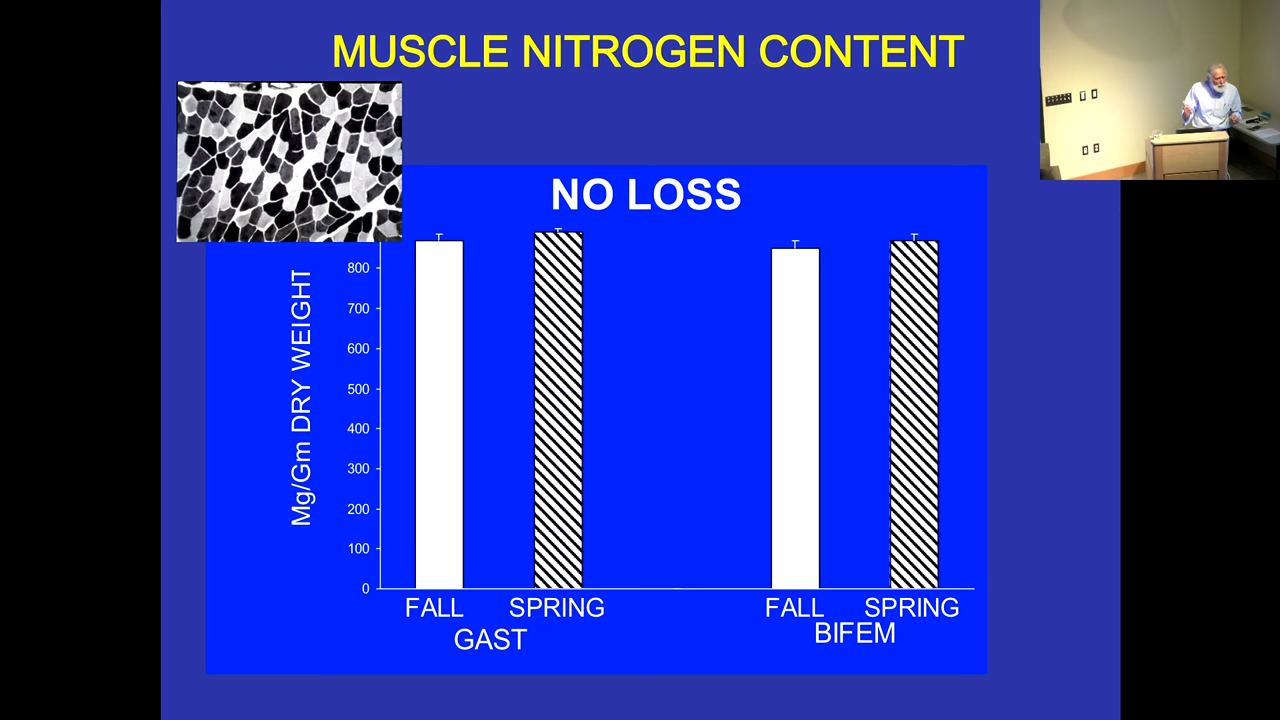 MUSCLE NITROGEN CONTENT
NO LOSS
Mg/Gm DRY WEIGHT
800
700
600
500
400
300
200
100
0
FALL SPRING FALL SPRING
GAST BIFEM